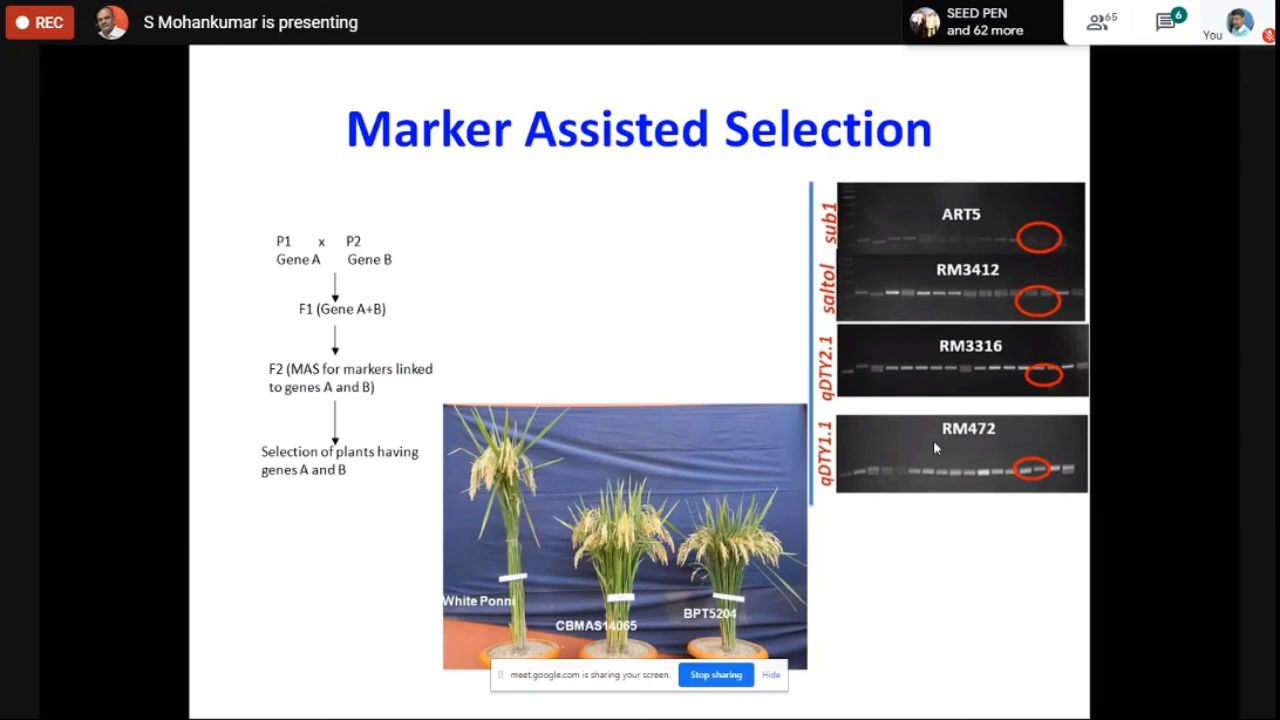 REC
S Mohankumar is presenting
SEED PEN
and 62 more
65
6
You
Marker Assisted Selection
P1 x P2
Gene A Gene B
F1 (Gene A+B)
F2 (MAS for markers linked
to genes A and B)
Selection of plants having
genes A and B
sub1
ART5
saltol
RM3412
qDTY2.1
RM3316
qDTY1.1
RM472
White Ponni
CBMAS14065
BPT5204
meet.google.com is sharing your screen.
Stop sharing
Hide